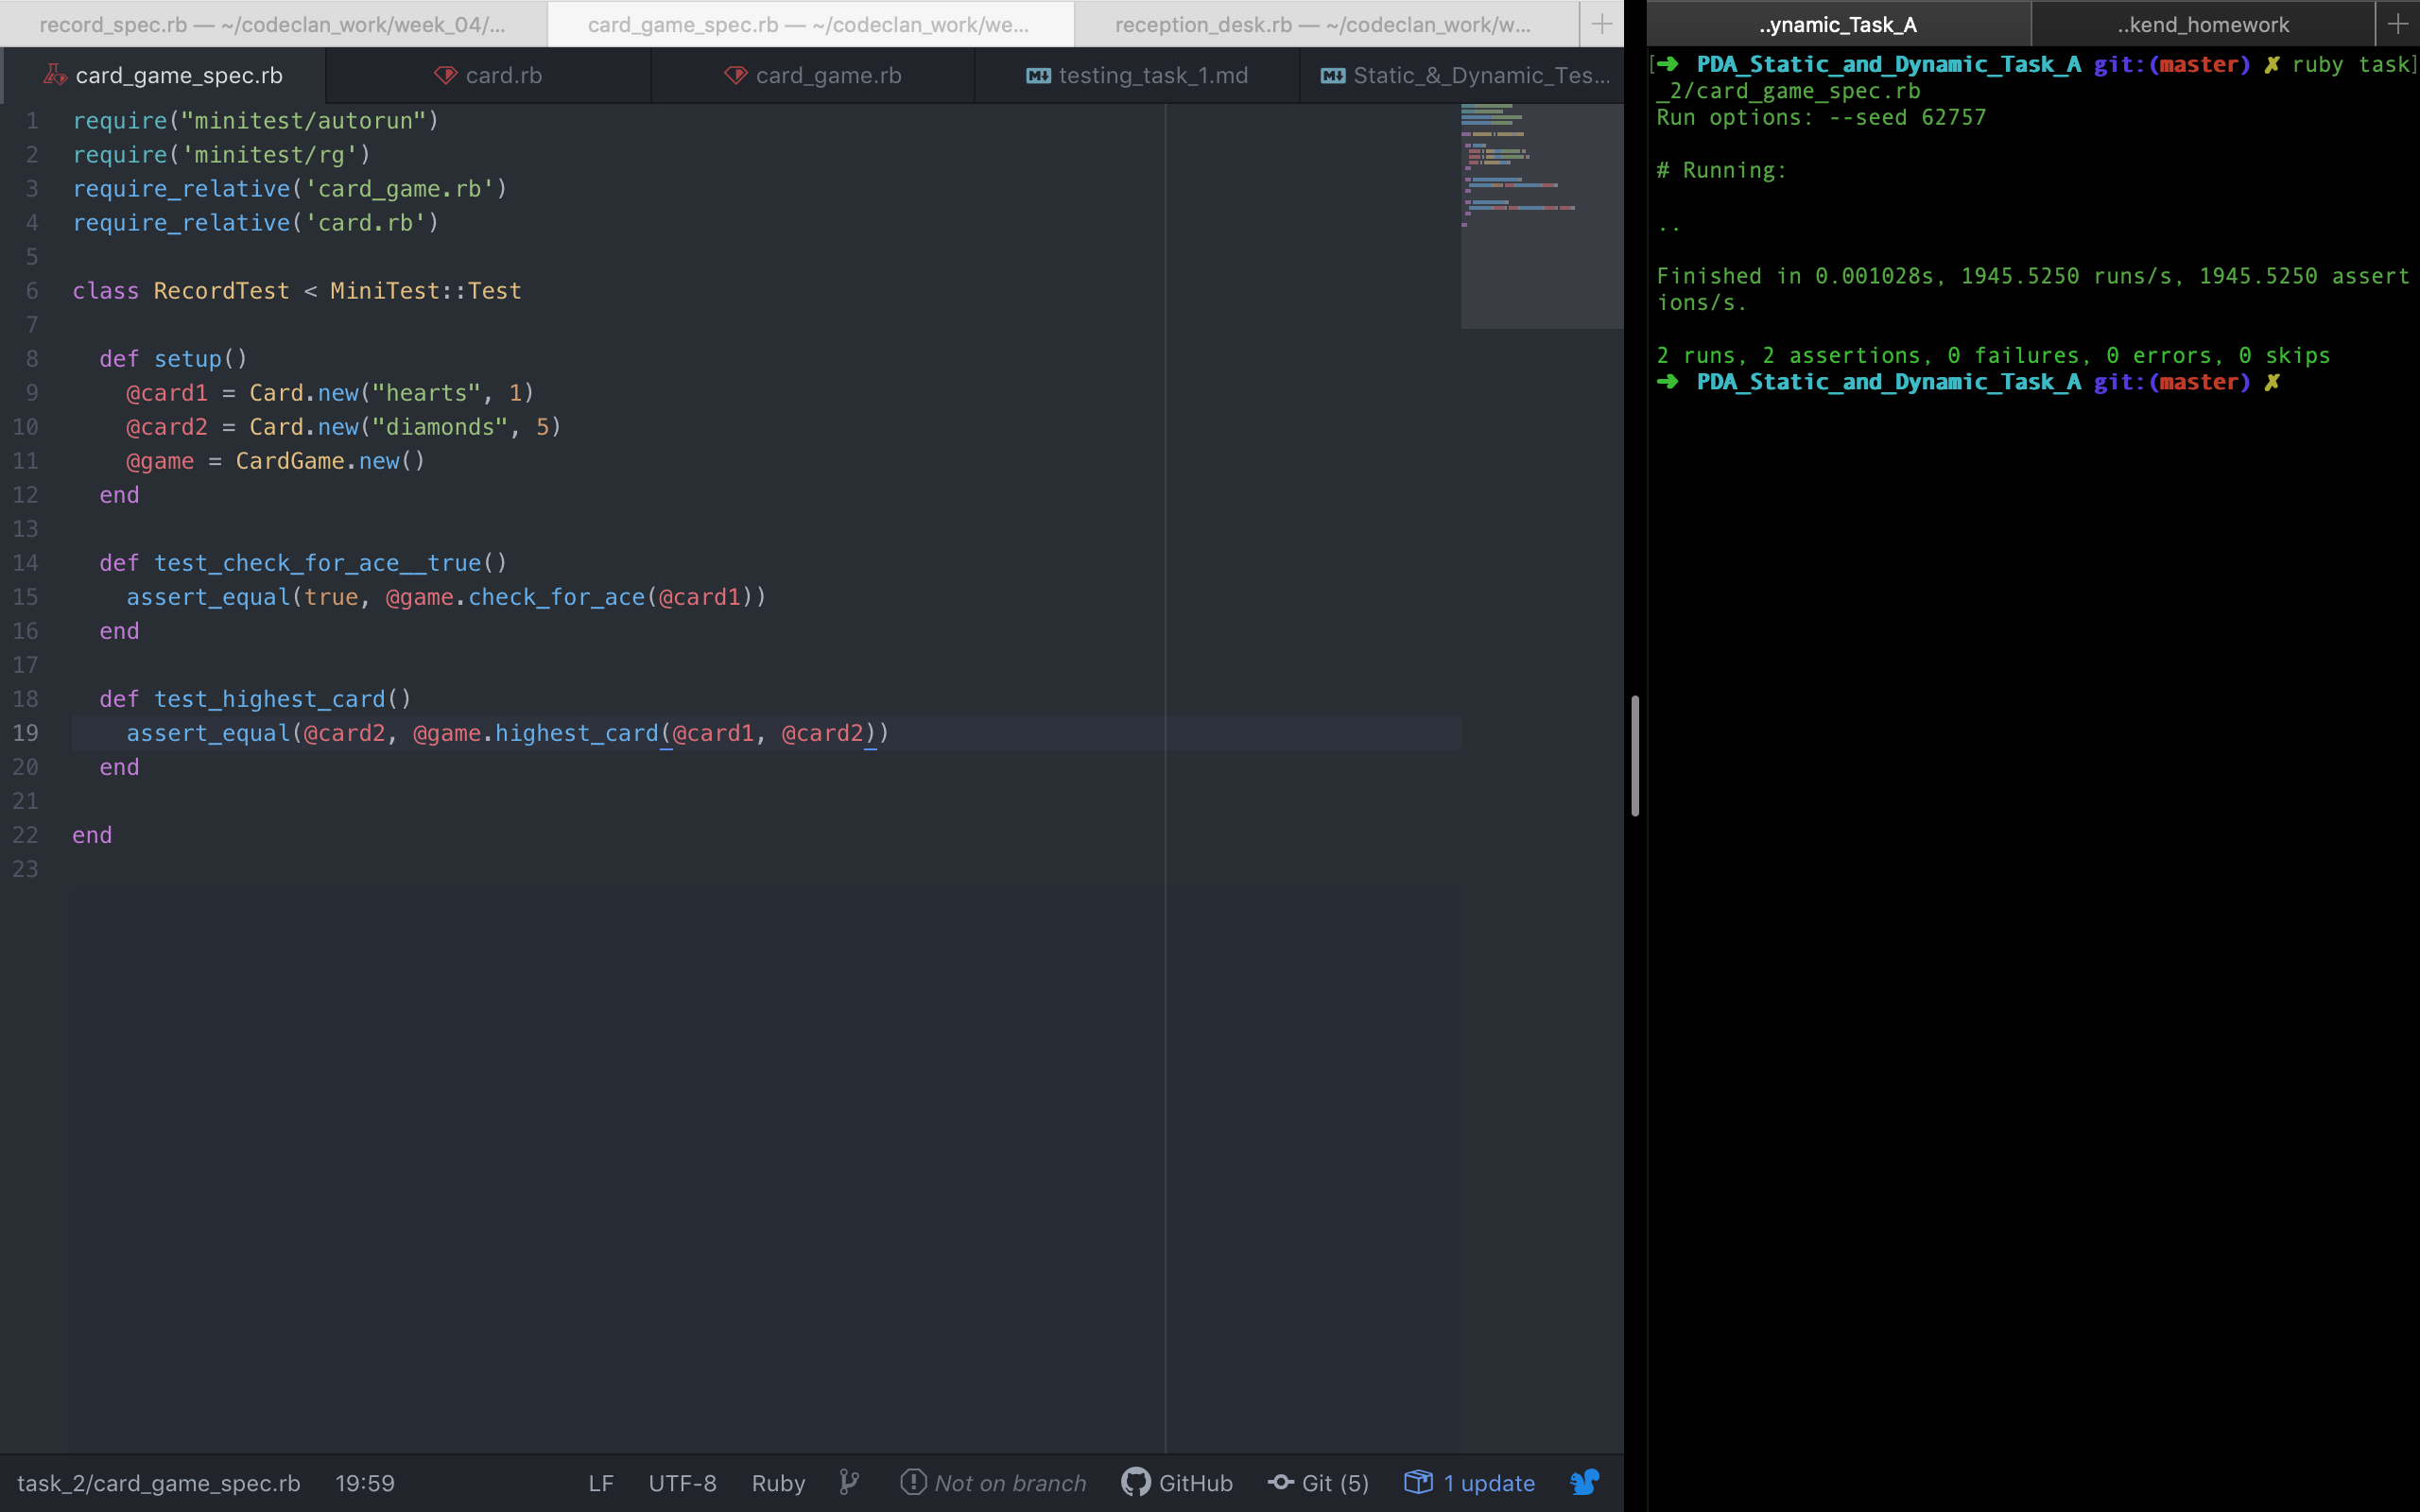 record_spec.rb — ~/codeclan_work/week_04/...
card_game_spec.rb — ~/codeclan_work/we...
reception_desk.rb — ~/codeclan_work/w...
card_game_spec.rb
card.rb
card_game.rb
testing_task_1.md
Static_&_Dynamic_Tes...
1 require("minitest/autorun")
2 require('minitest/rg')
3 require_relative('card_game.rb')
4 require_relative('card.rb')
5
6 class RecordTest < MiniTest::Test
7
8   def setup()
9     @card1 = Card.new("hearts", 1)
10     @card2 = Card.new("diamonds", 5)
11     @game = CardGame.new()
12   end
13
14   def test_check_for_ace__true()
15     assert_equal(true, @game.check_for_ace(@card1))
16   end
17
18   def test_highest_card()
19     assert_equal(@card2, @game.highest_card(@card1, @card2))
20   end
21
22 end
23
task_2/card_game_spec.rb 19:59 LF UTF-8 Ruby Not on branch GitHub Git (5) 1 update
..ynamic_Task_A
..kend_homework
[➜ PDA_Static_and_Dynamic_Task_A git:(master) ✗ ruby task]
_2/card_game_spec.rb
Run options: --seed 62757
# Running:
..
Finished in 0.001028s, 1945.5250 runs/s, 1945.5250 assert
ions/s.
2 runs, 2 assertions, 0 failures, 0 errors, 0 skips
➜ PDA_Static_and_Dynamic_Task_A git:(master) ✗